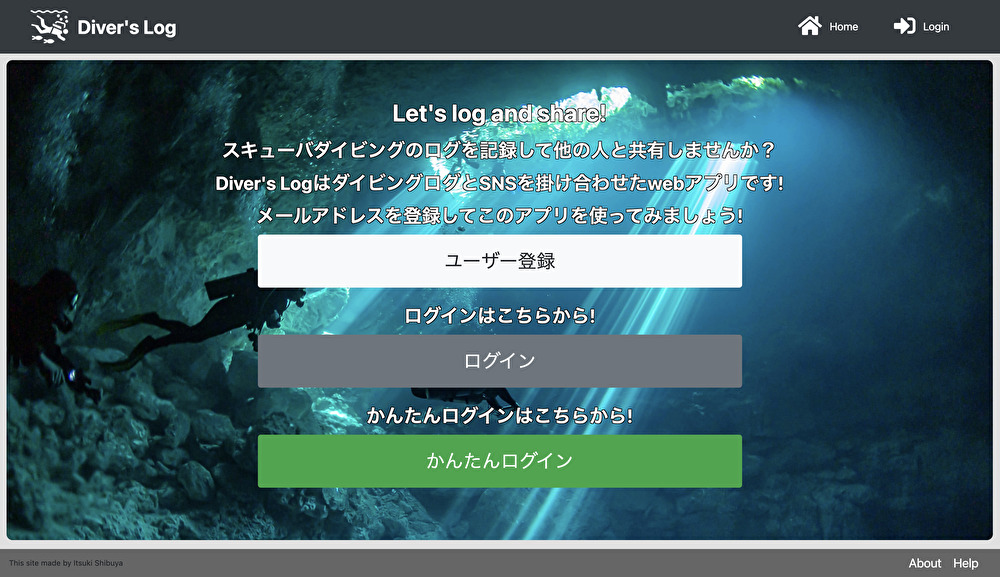 Diver's Log
Home
Login
Let's log and share!
スキューバダイビングのログを記録して他の人と共有しませんか？
Diver's LogはダイビングログとSNSを掛け合わせたwebアプリです!
メールアドレスを登録してこのアプリを使ってみましょう!
ユーザー登録
ログインはこちらから!
ログイン
かんたんログインはこちらから!
かんたんログイン
This site made by Itsuki Shibuya
About
Help